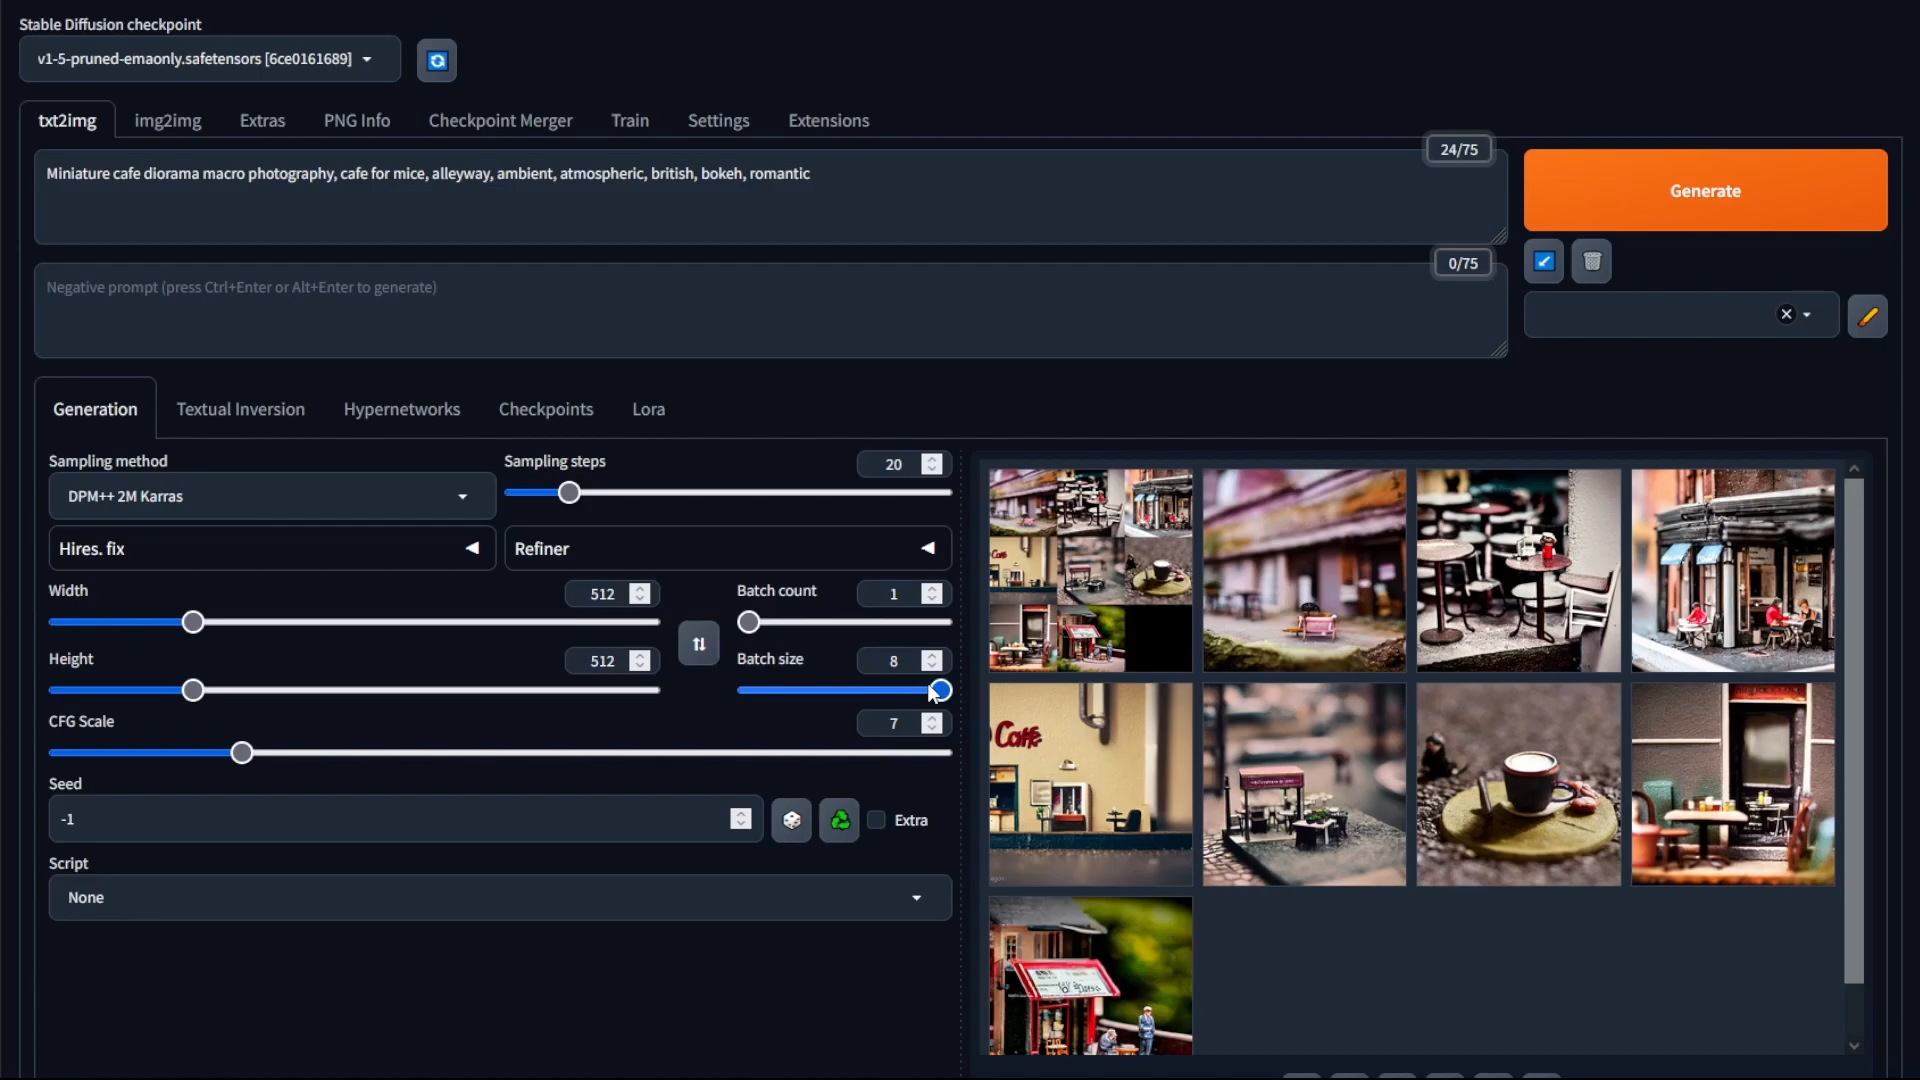 Stable Diffusion checkpoint
v1-5-pruned-emaonly.safetensors [6ce0161689]
txt2img
img2img
Extras
PNG Info
Checkpoint Merger
Train
Settings
Extensions
24/75
Miniature cafe diorama macro photography, cafe for mice, alleyway, ambient, atmospheric, british, bokeh, romantic
Generate
0/75
Negative prompt (press Ctrl+Enter or Alt+Enter to generate)
Generation
Textual Inversion
Hypernetworks
Checkpoints
Lora
Sampling method
DPM++ 2M Karras
Sampling steps
20
Hires. fix
Refiner
Width
512
Batch count
1
Height
512
Batch size
8
CFG Scale
7
Seed
-1
Extra
Script
None
Café